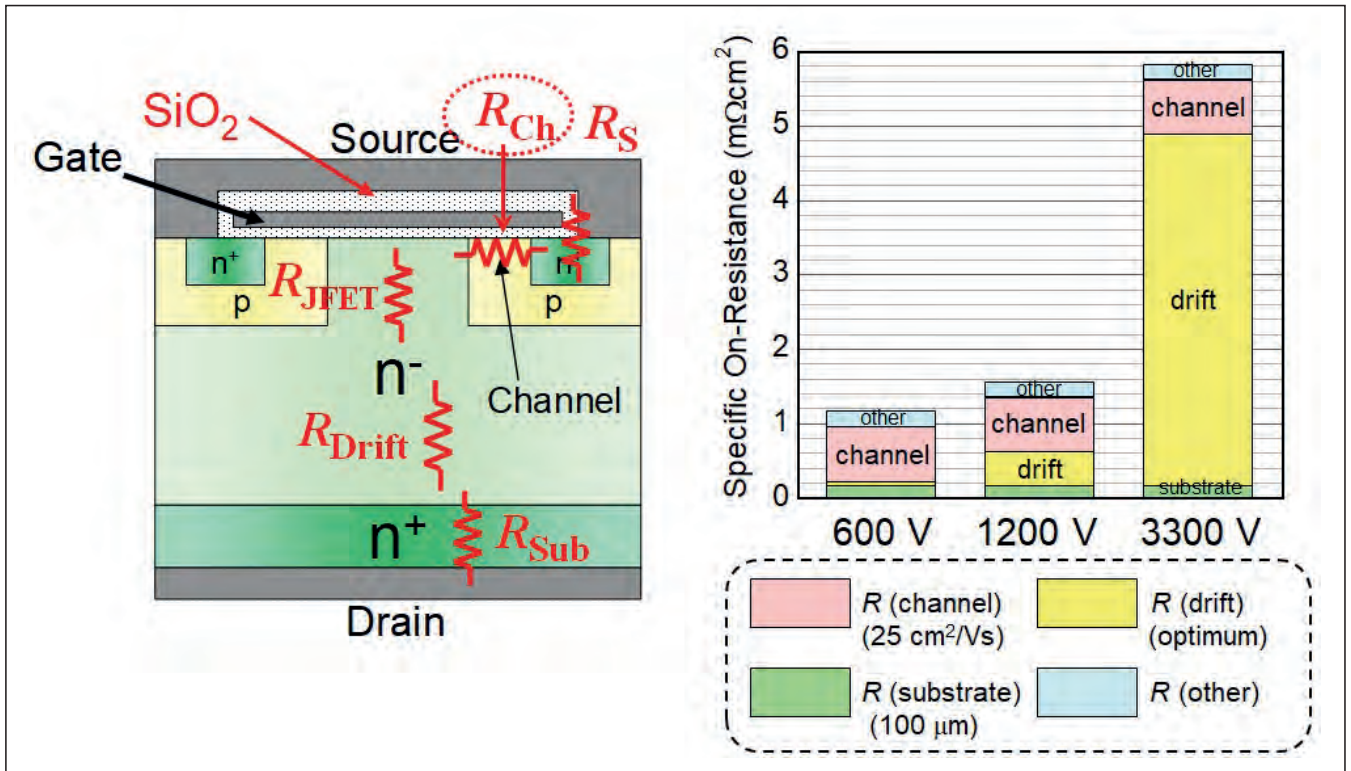 SiO2
Gate
Source
RCh
RS
n+
p
RJFET
n
p
n-
Channel
RDrift
n+
RSub
Drain
Specific On-Resistance (mΩcm2)
6
5
4
3
2
1
0
other
channel
other
channel
drift
other
channel
drift
substrate
600 V
1200 V
3300 V
R (channel)
(25 cm2/Vs)
R (drift)
(optimum)
R (substrate)
(100 μm)
R (other)